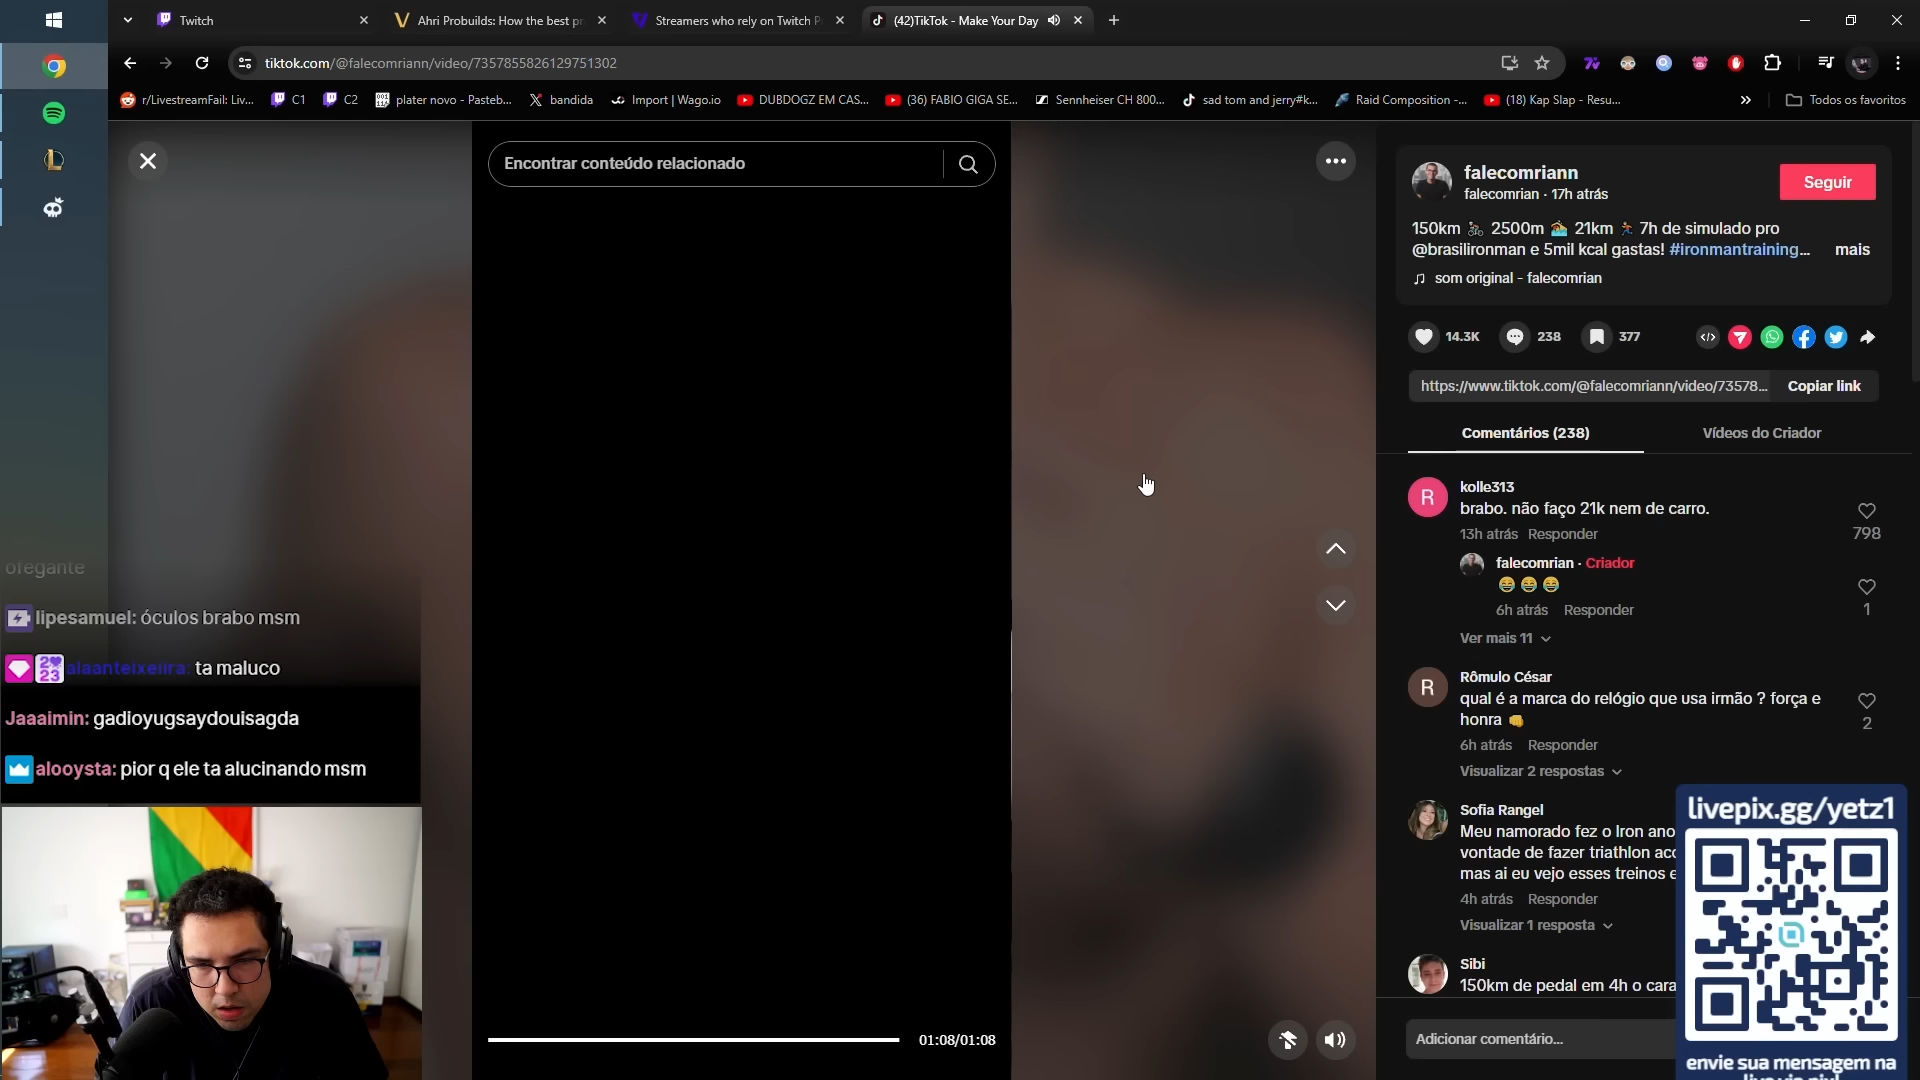 Twitch
Ahri Probuilds: How the best pr
Streamers who rely on Twitch P
(42)TikTok - Make Your Day
tiktok.com/@falecomriann/video/7357855826129751302
r/LivestreamFail: Liv...
C1
C2
plater novo - Pasteb...
bandida
Import | Wago.io
DUBDOGZ EM CAS...
(36) FABIO GIGA SE...
Sennheiser CH 800...
sad tom and jerry#k...
Raid Composition -...
(18) Kap Slap - Resu...
Todos os favoritos
Encontrar conteúdo relacionado
falecomriann
falecomrian · 17h atrás
Seguir
150km 🚴 2500m 🏊 21km 🏃 7h de simulado pro
@brasilironman e 5mil kcal gastas! #ironmantraining...
mais
♫ som original - falecomrian
14.3K
238
377
https://www.tiktok.com/@falecomriann/video/73578...
Copiar link
Comentários (238)
Vídeos do Criador
R
kolle313
brabo. não faço 21k nem de carro.
13h atrás Responder
798
falecomrian · Criador
😂 😂 😂
6h atrás Responder
1
Ver mais 11
R
Rômulo César
qual é a marca do relógio que usa irmão ? força e
honra 👊
6h atrás Responder
2
Visualizar 2 respostas
Sofia Rangel
Meu namorado fez o Iron ano
vontade de fazer triathlon acc
mas ai eu vejo esses treinos e
4h atrás Responder
Visualizar 1 resposta
Sibi
150km de pedal em 4h o cara
Adicionar comentário...
ofegante
lipesamuel: óculos brabo msm
2023
alaanteixeiira: ta maluco
Jaaaimin: gadioyugsaydouisagda
alooysta: pior q ele ta alucinando msm
01:08/01:08
livepix.gg/yetz1
envie sua mensagem na
live via pix!